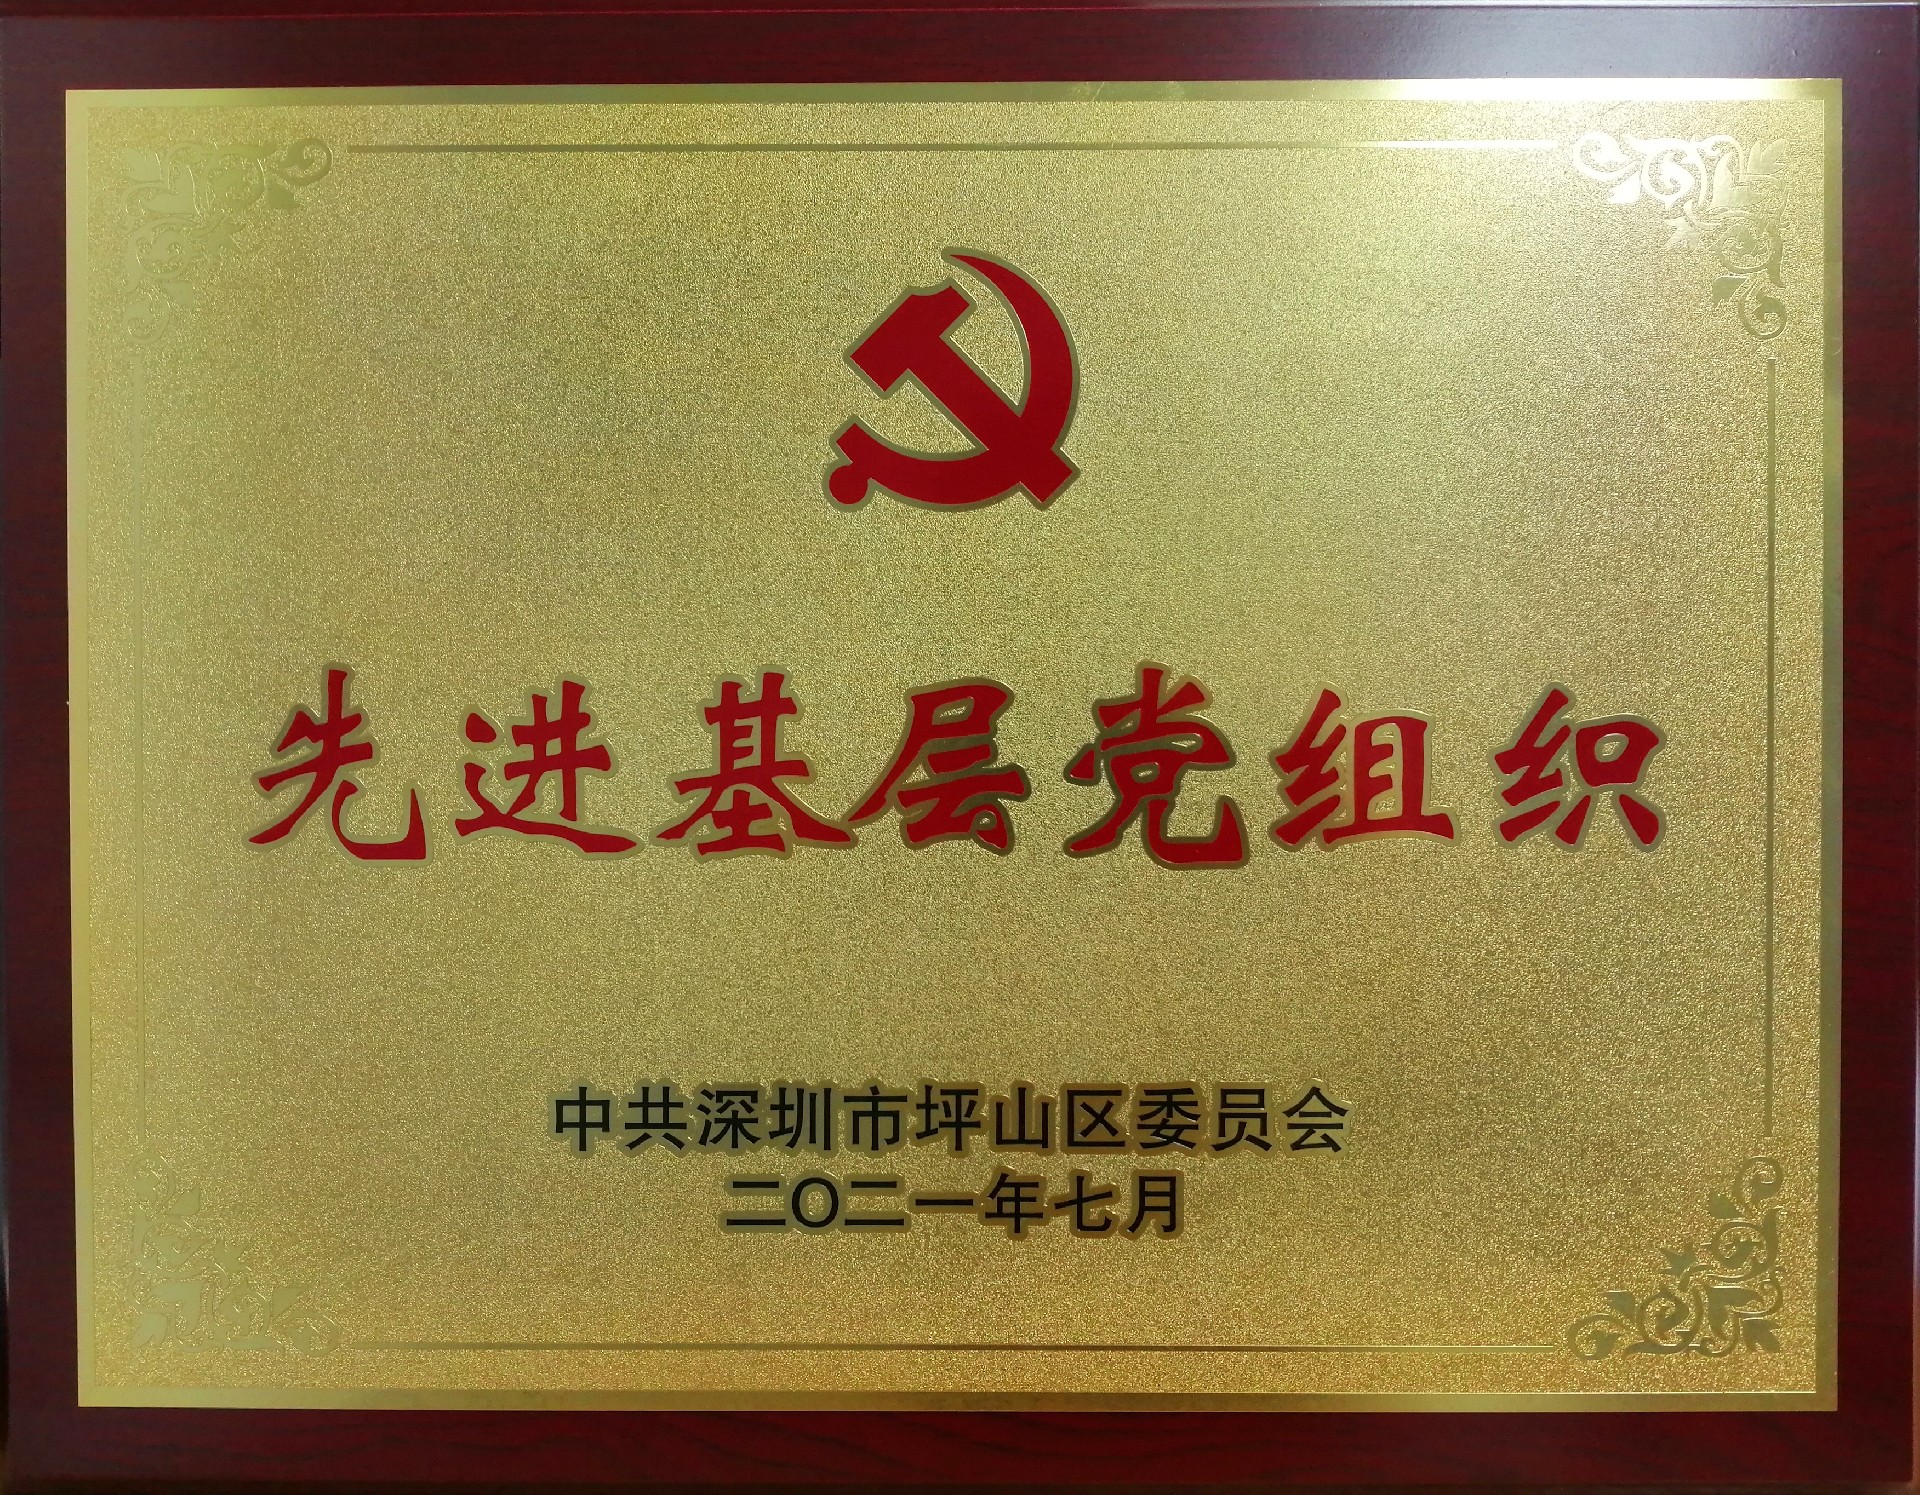 先进基层党组织
中共深圳市坪山区委员会
二〇二一年七月